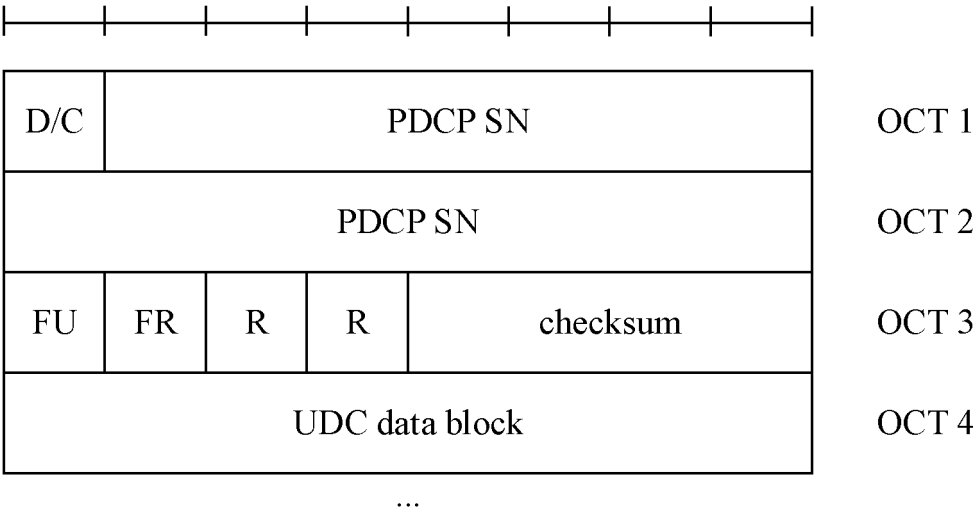 D/C PDCP SN OCT 1
PDCP SN OCT 2
FU FR R R checksum OCT 3
UDC data block OCT 4
...